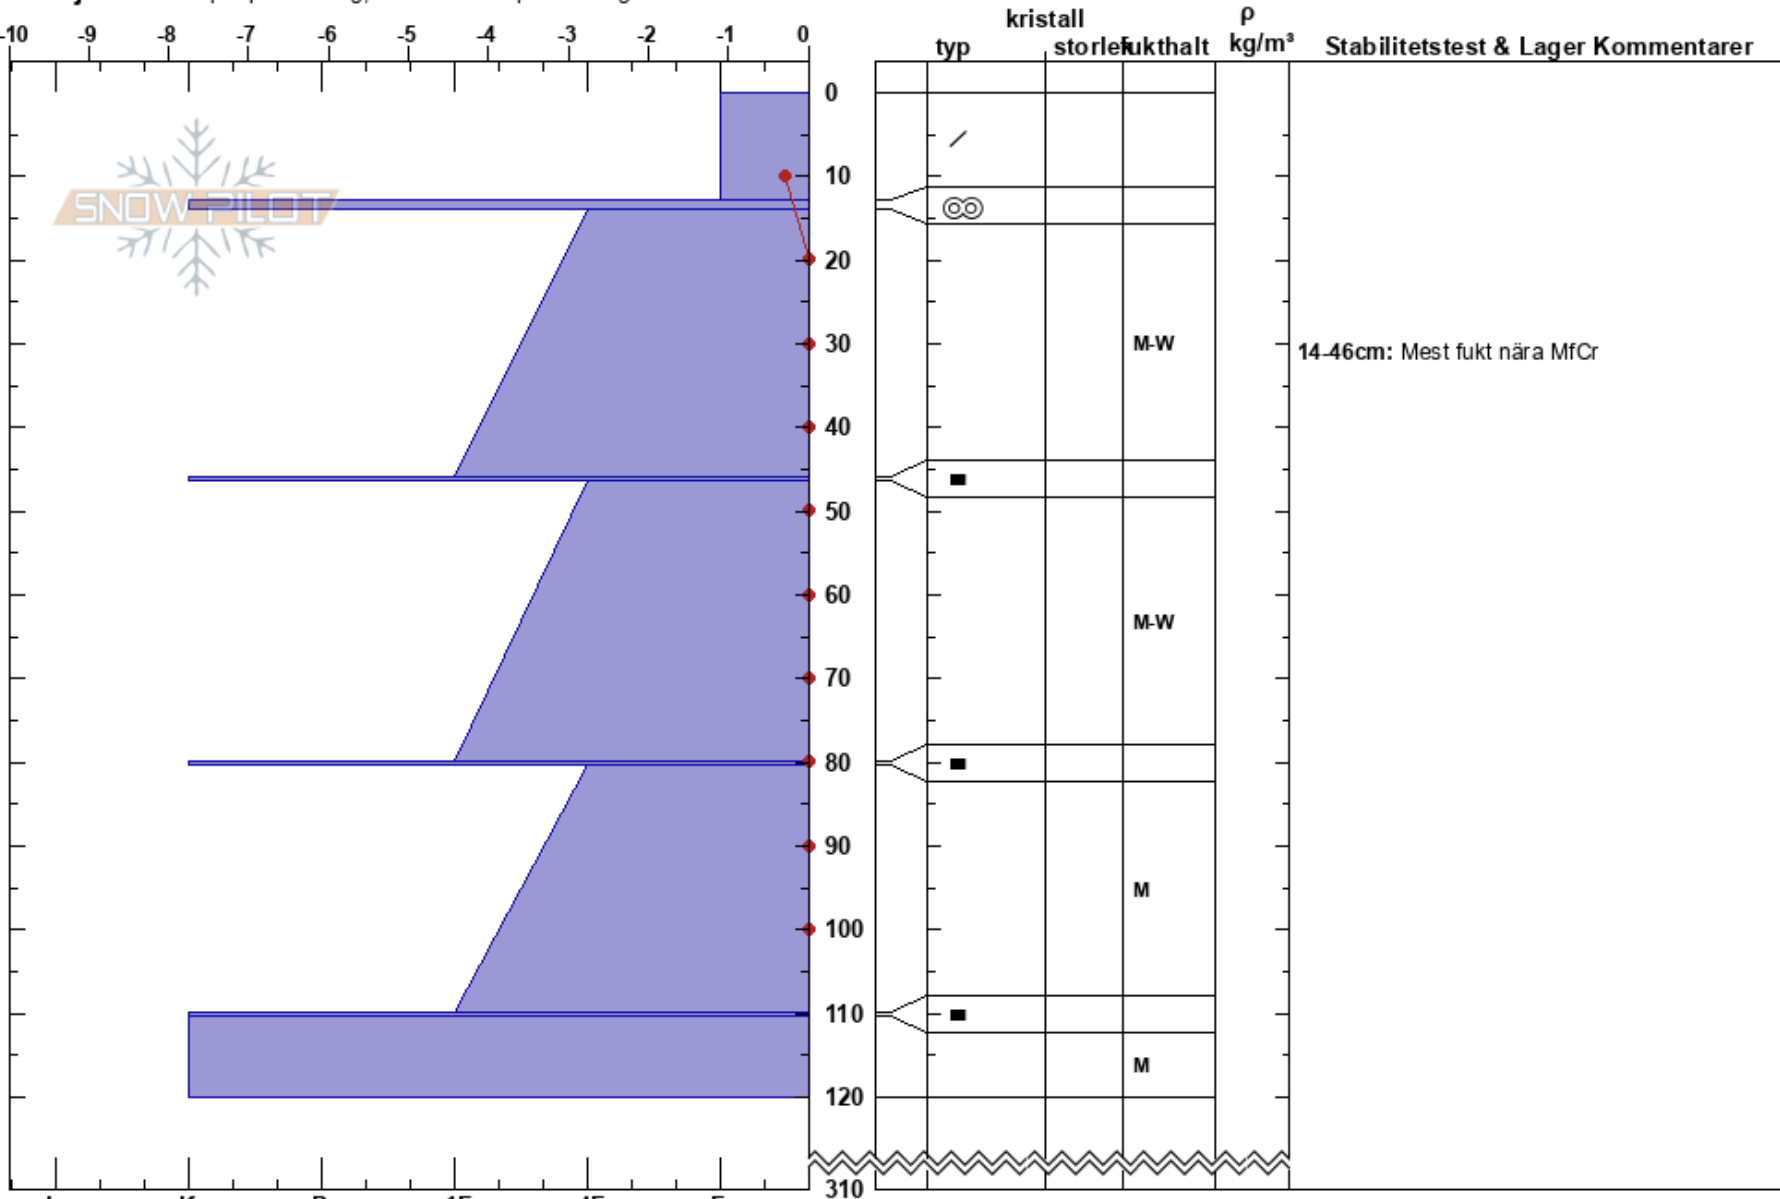 -10 -9 -8 -7 -6 -5 -4 -3 -2 -1 0
kristall
typ storlek fukthalt
ρ
kg/m³
Stabilitetstest & Lager Kommentarer
SNOW PILOT
0
10
20
30
M-W
14-46cm: Mest fukt nära MfCr
40
50
60
M-W
70
80
90
M
100
110
M
120
310